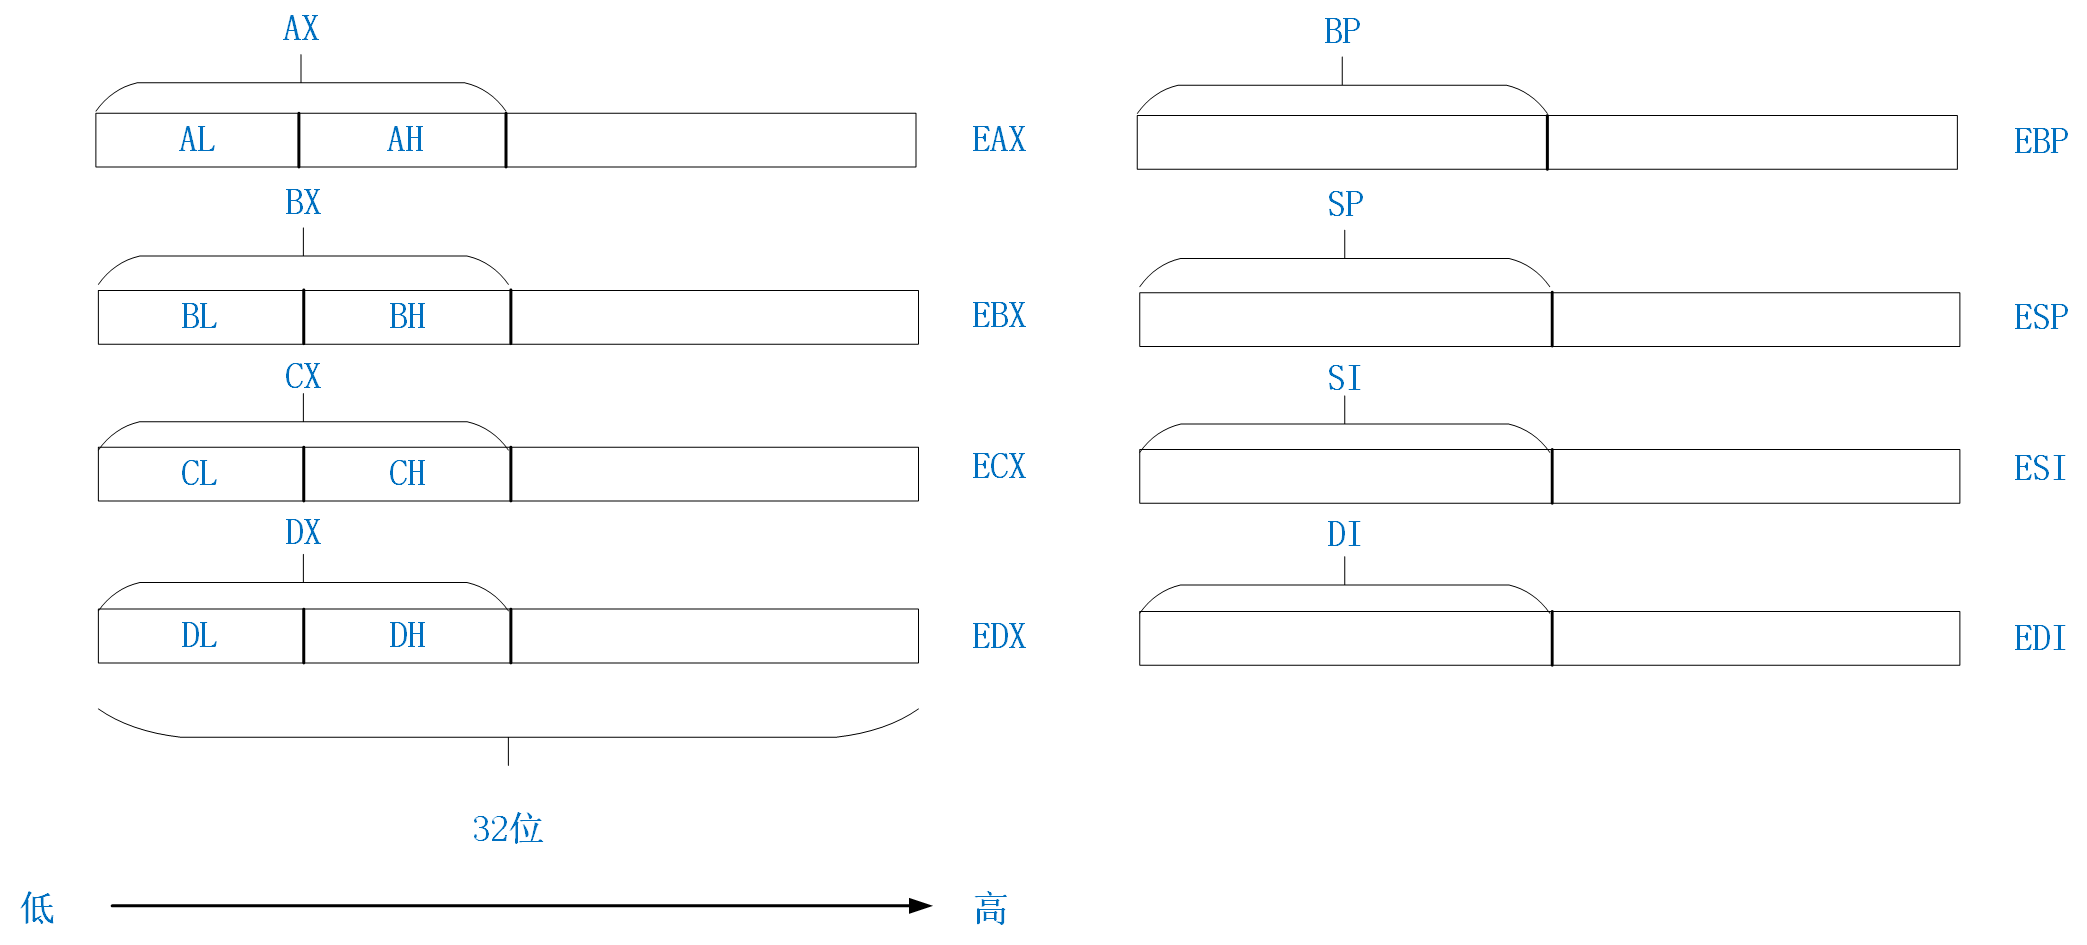 AX
AL AH EAX
BX
BL BH EBX
CX
CL CH ECX
DX
DL DH EDX
32位
低 高
BP
EBP
SP
ESP
SI
ESI
DI
EDI